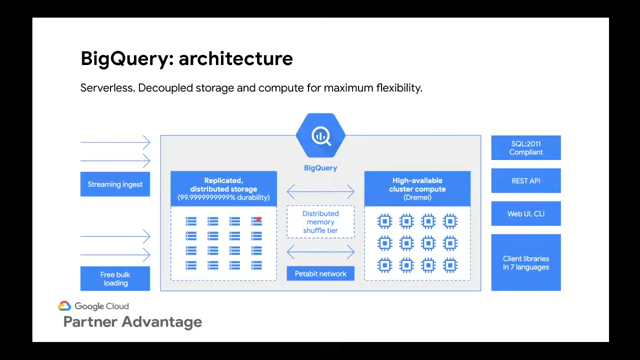 BigQuery: architecture
Serverless. Decoupled storage and compute for maximum flexibility.
Streaming ingest
Free bulk
loading
BigQuery
Replicated,
distributed storage
(99.9999999999% durability)
Distributed
memory
shuffle tier
Petabit network
High-available
cluster compute
(Dremel)
SQL:2011
Compliant
REST API
Web UI, CLI
Client libraries
In 7 languages
Google Cloud
Partner Advantage